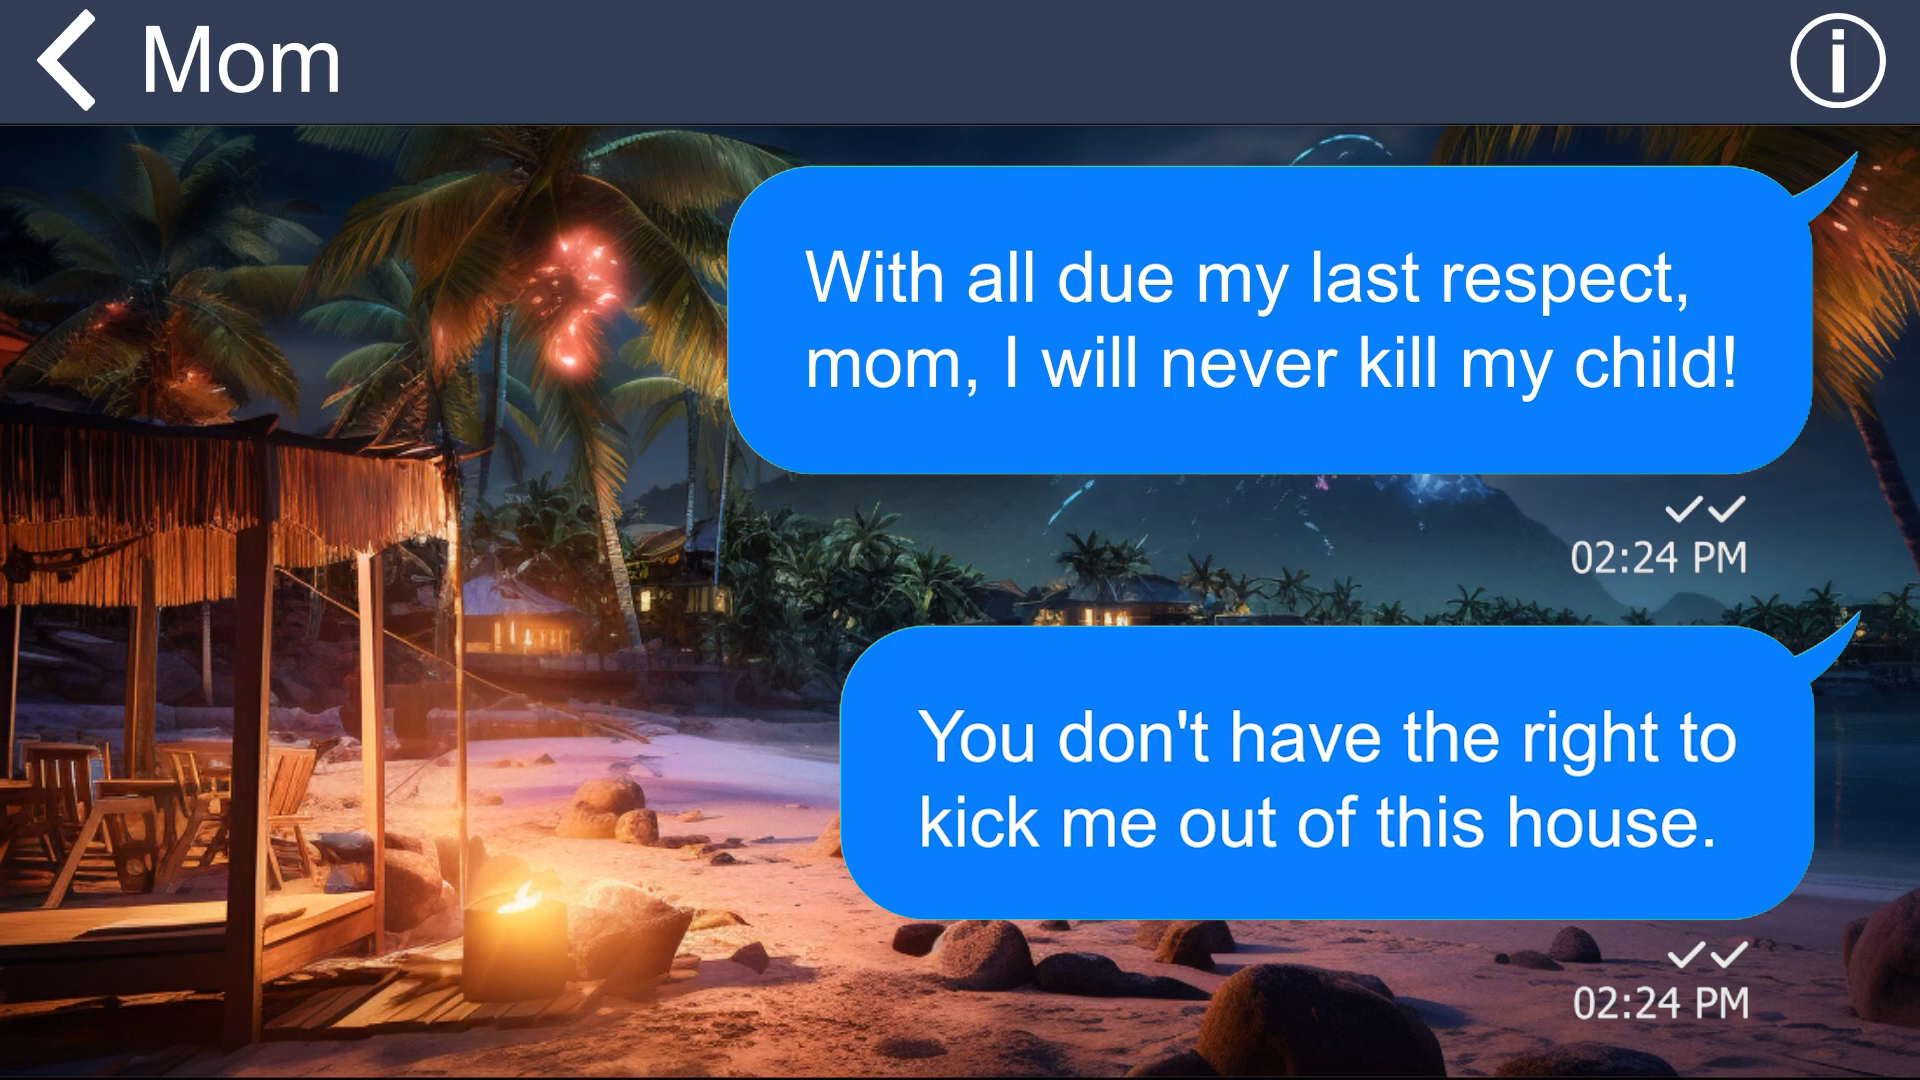 Mom
With all due my last respect,
mom, I will never kill my child!
02:24 PM
You don't have the right to
kick me out of this house.
02:24 PM